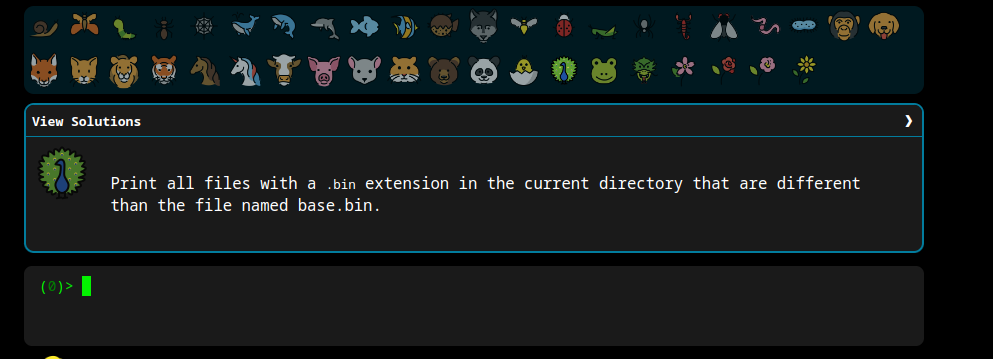 View Solutions ❯
Print all files with a .bin extension in the current directory that are different
than the file named base.bin.
(0)>